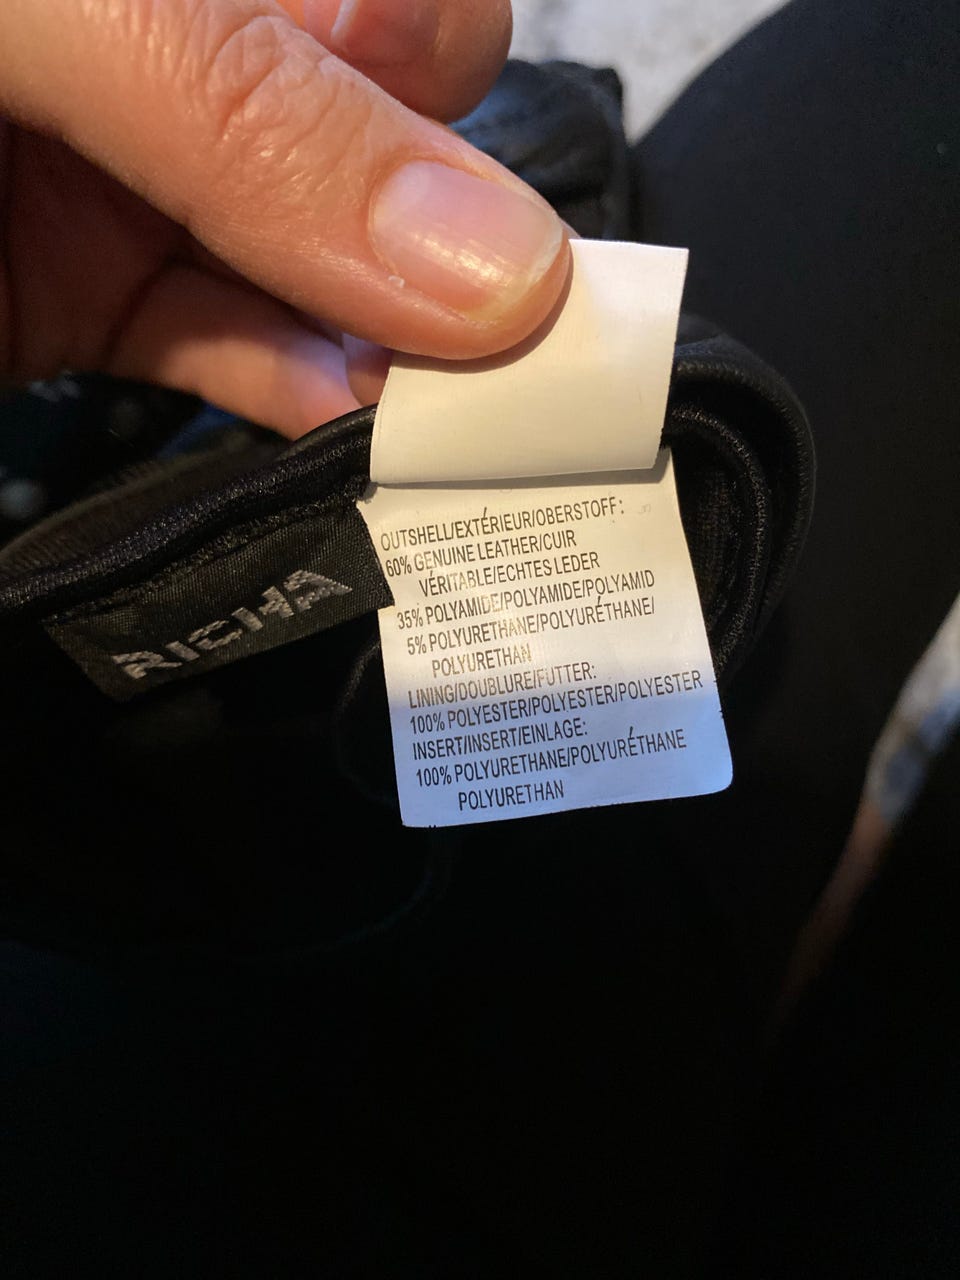 OUTSHELL/EXTÉRIEUR/OBERSTOFF:
60% GENUINE LEATHER/CUIR
VÉRITABLE/ECHTES LEDER
35% POLYAMIDE/POLYAMIDE/POLYAMID
5% POLYURETHANE/POLYURÉTHANE/
POLYURETHAN
LINING/DOUBLURE/FUTTER:
100% POLYESTER/POLYESTER/POLYESTER
INSERT/INSERT/EINLAGE:
100% POLYURETHANE/POLYURÉTHANE
POLYURETHAN
RICHA